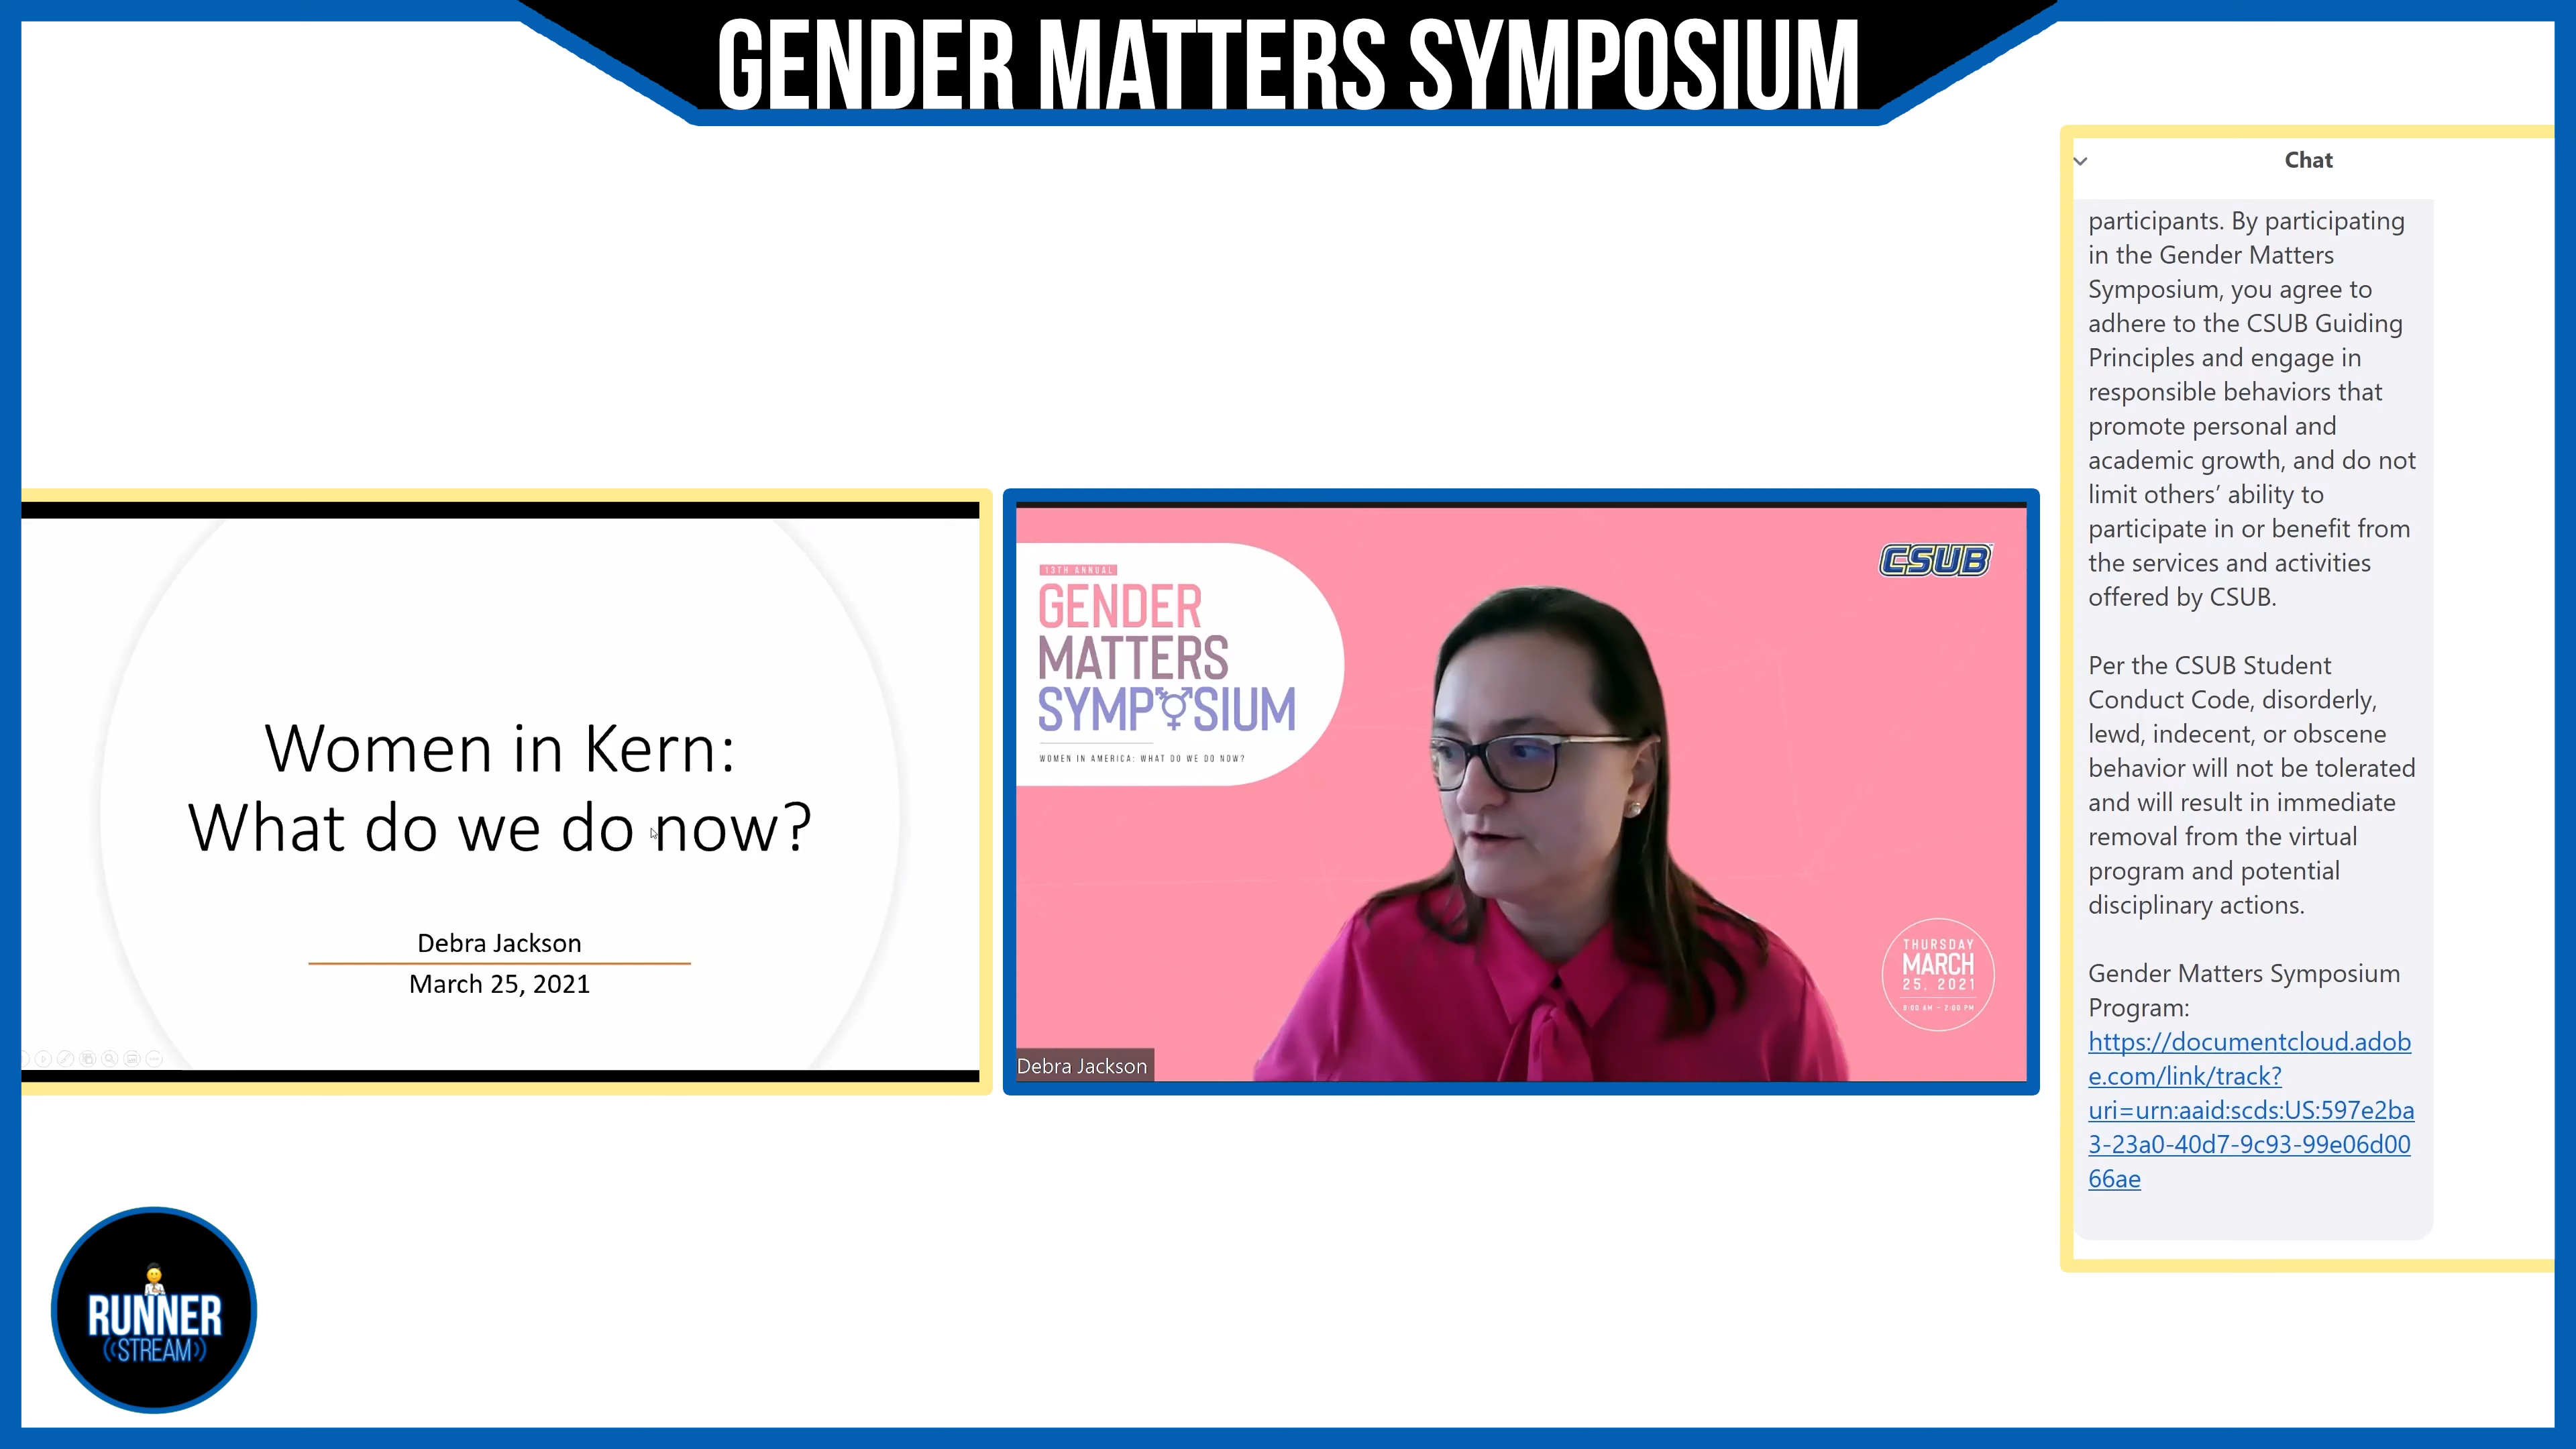 GENDER MATTERS SYMPOSIUM
Women in Kern:
What do we do now?
Debra Jackson
March 25, 2021
13TH ANNUAL
GENDER
MATTERS
SYMPOSIUM
WOMEN IN AMERICA: WHAT DO WE DO NOW?
CSUB
THURSDAY
MARCH
25. 2021
9:00 AM - 2:00 PM
Debra Jackson
Chat
participants. By participating
in the Gender Matters
Symposium, you agree to
adhere to the CSUB Guiding
Principles and engage in
responsible behaviors that
promote personal and
academic growth, and do not
limit others’ ability to
participate in or benefit from
the services and activities
offered by CSUB.
Per the CSUB Student
Conduct Code, disorderly,
lewd, indecent, or obscene
behavior will not be tolerated
and will result in immediate
removal from the virtual
program and potential
disciplinary actions.
Gender Matters Symposium
Program:
https://documentcloud.adob
e.com/link/track?
uri=urn:aaid:scds:US:597e2ba
3-23a0-40d7-9c93-99e06d00
66ae
RUNNER
STREAM